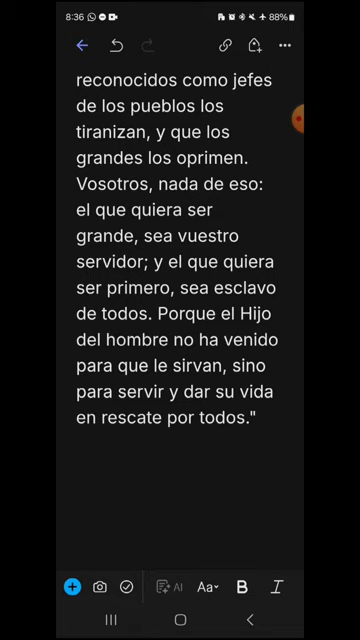 8:36
88%
reconocidos como jefes
de los pueblos los
tiranizan, y que los
grandes los oprimen.
Vosotros, nada de eso:
el que quiera ser
grande, sea vuestro
servidor; y el que quiera
ser primero, sea esclavo
de todos. Porque el Hijo
del hombre no ha venido
para que le sirvan, sino
para servir y dar su vida
en rescate por todos."
AI Aa B I